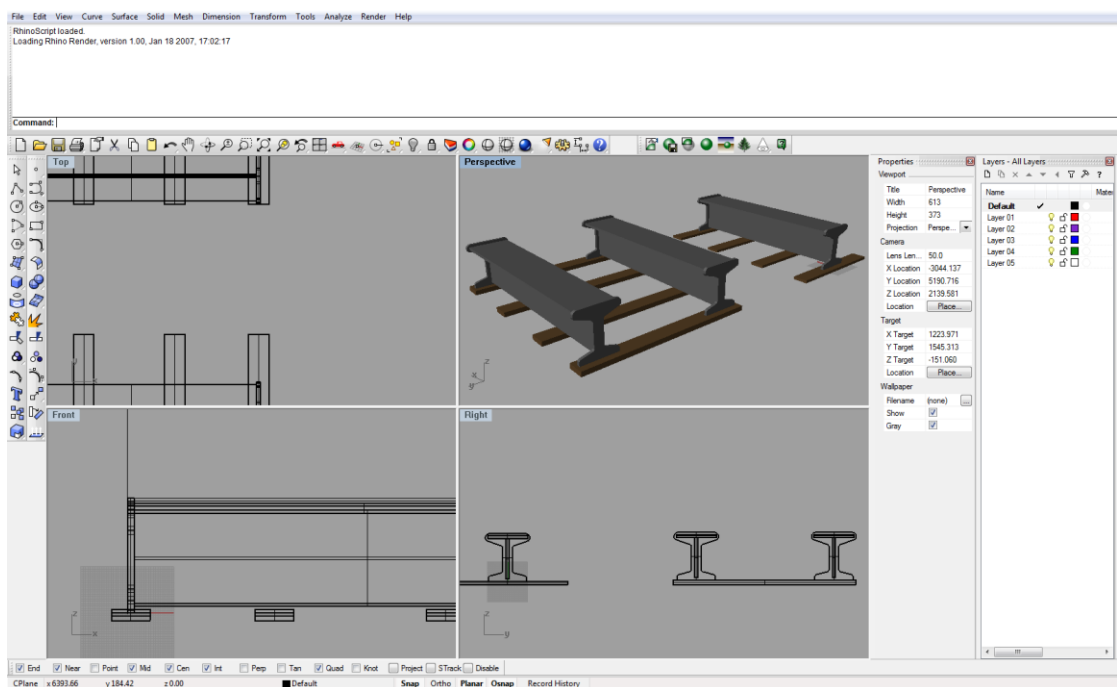 File Edit View Curve Surface Solid Mesh Dimension Transform Tools Analyze Render Help
RhinoScript loaded.
Loading Rhino Render, version 1.00, Jan 18 2007, 17:02:17
Command:
Top
Perspective
Front
Right
z
x
y
y
x
z
x
z
y
Properties
Viewport
Title Perspective
Width 613
Height 373
Projection Perspe...
Camera
Lens Len... 50.0
X Location -3044.137
Y Location 5190.716
Z Location 2139.581
Location Place...
Target
X Target 1223.971
Y Target 1545.313
Z Target -151.060
Location Place...
Wallpaper
Filename (none) ...
Show
Gray
Layers - All Layers
Name Mate
Default
Layer 01
Layer 02
Layer 03
Layer 04
Layer 05
End Near Point Mid Cen Int Perp Tan Quad Knot Project STrack Disable
CPlane x 6393.66 y 184.42 z 0.00 Default Snap Ortho Planar Osnap Record History